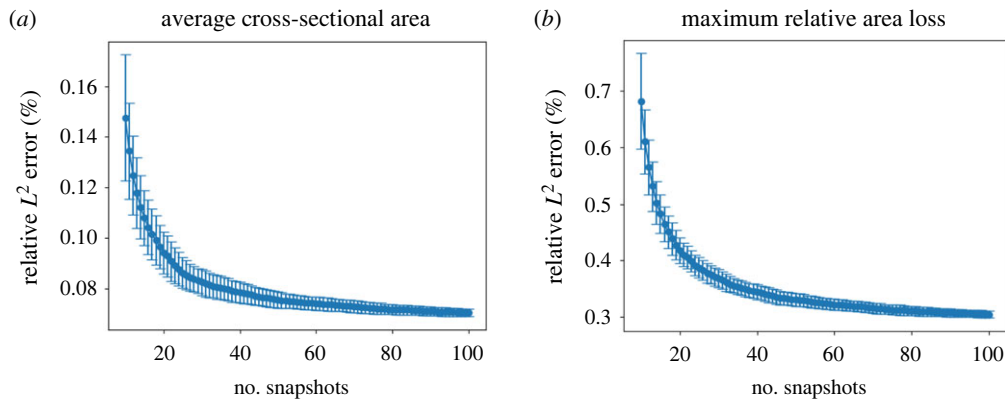 (a) average cross-sectional area
relative L² error (%)
0.16
0.14
0.12
0.10
0.08
20 40 60 80 100
no. snapshots
(b) maximum relative area loss
relative L² error (%)
0.7
0.6
0.5
0.4
0.3
20 40 60 80 100
no. snapshots